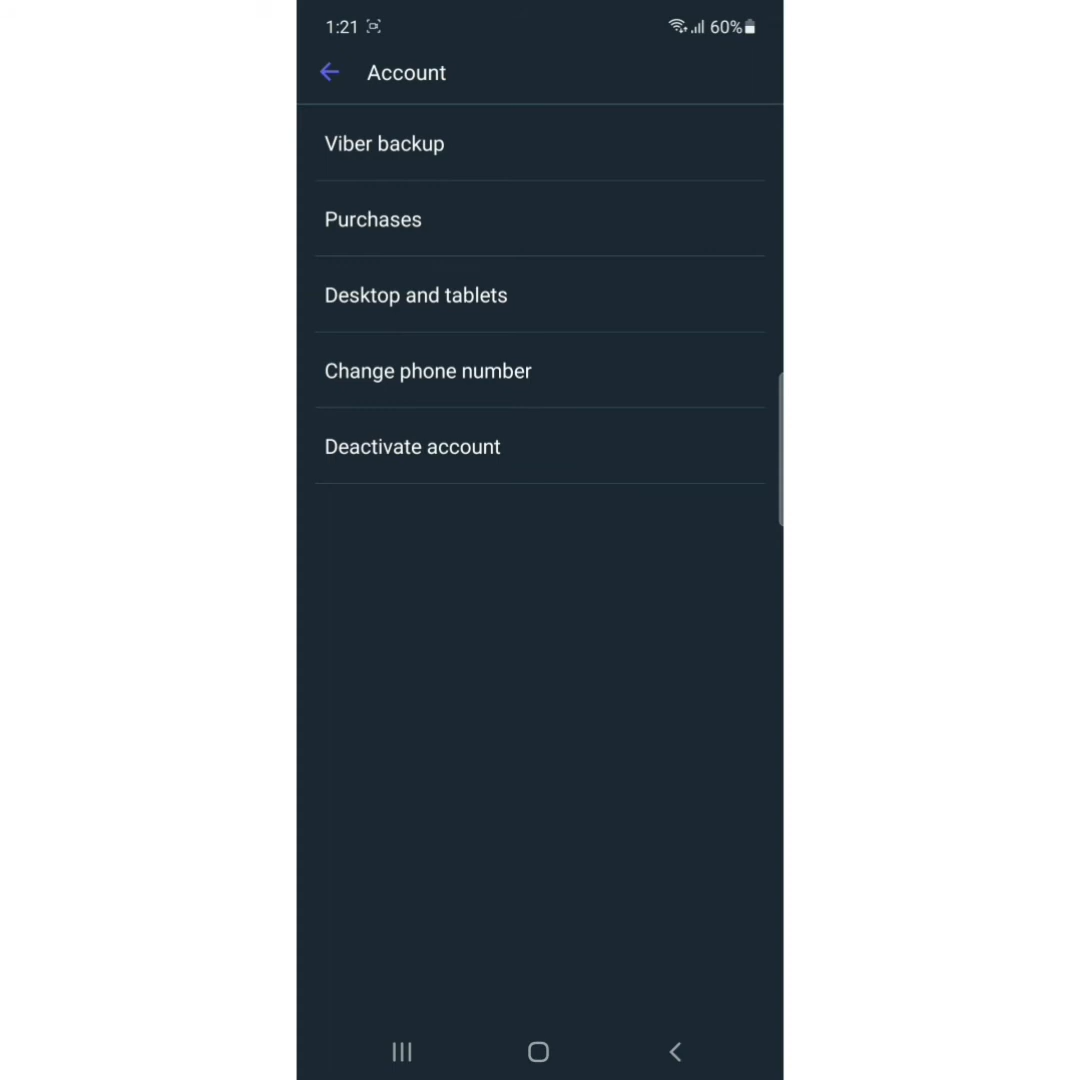 1:21 60%
Account
Viber backup
Purchases
Desktop and tablets
Change phone number
Deactivate account